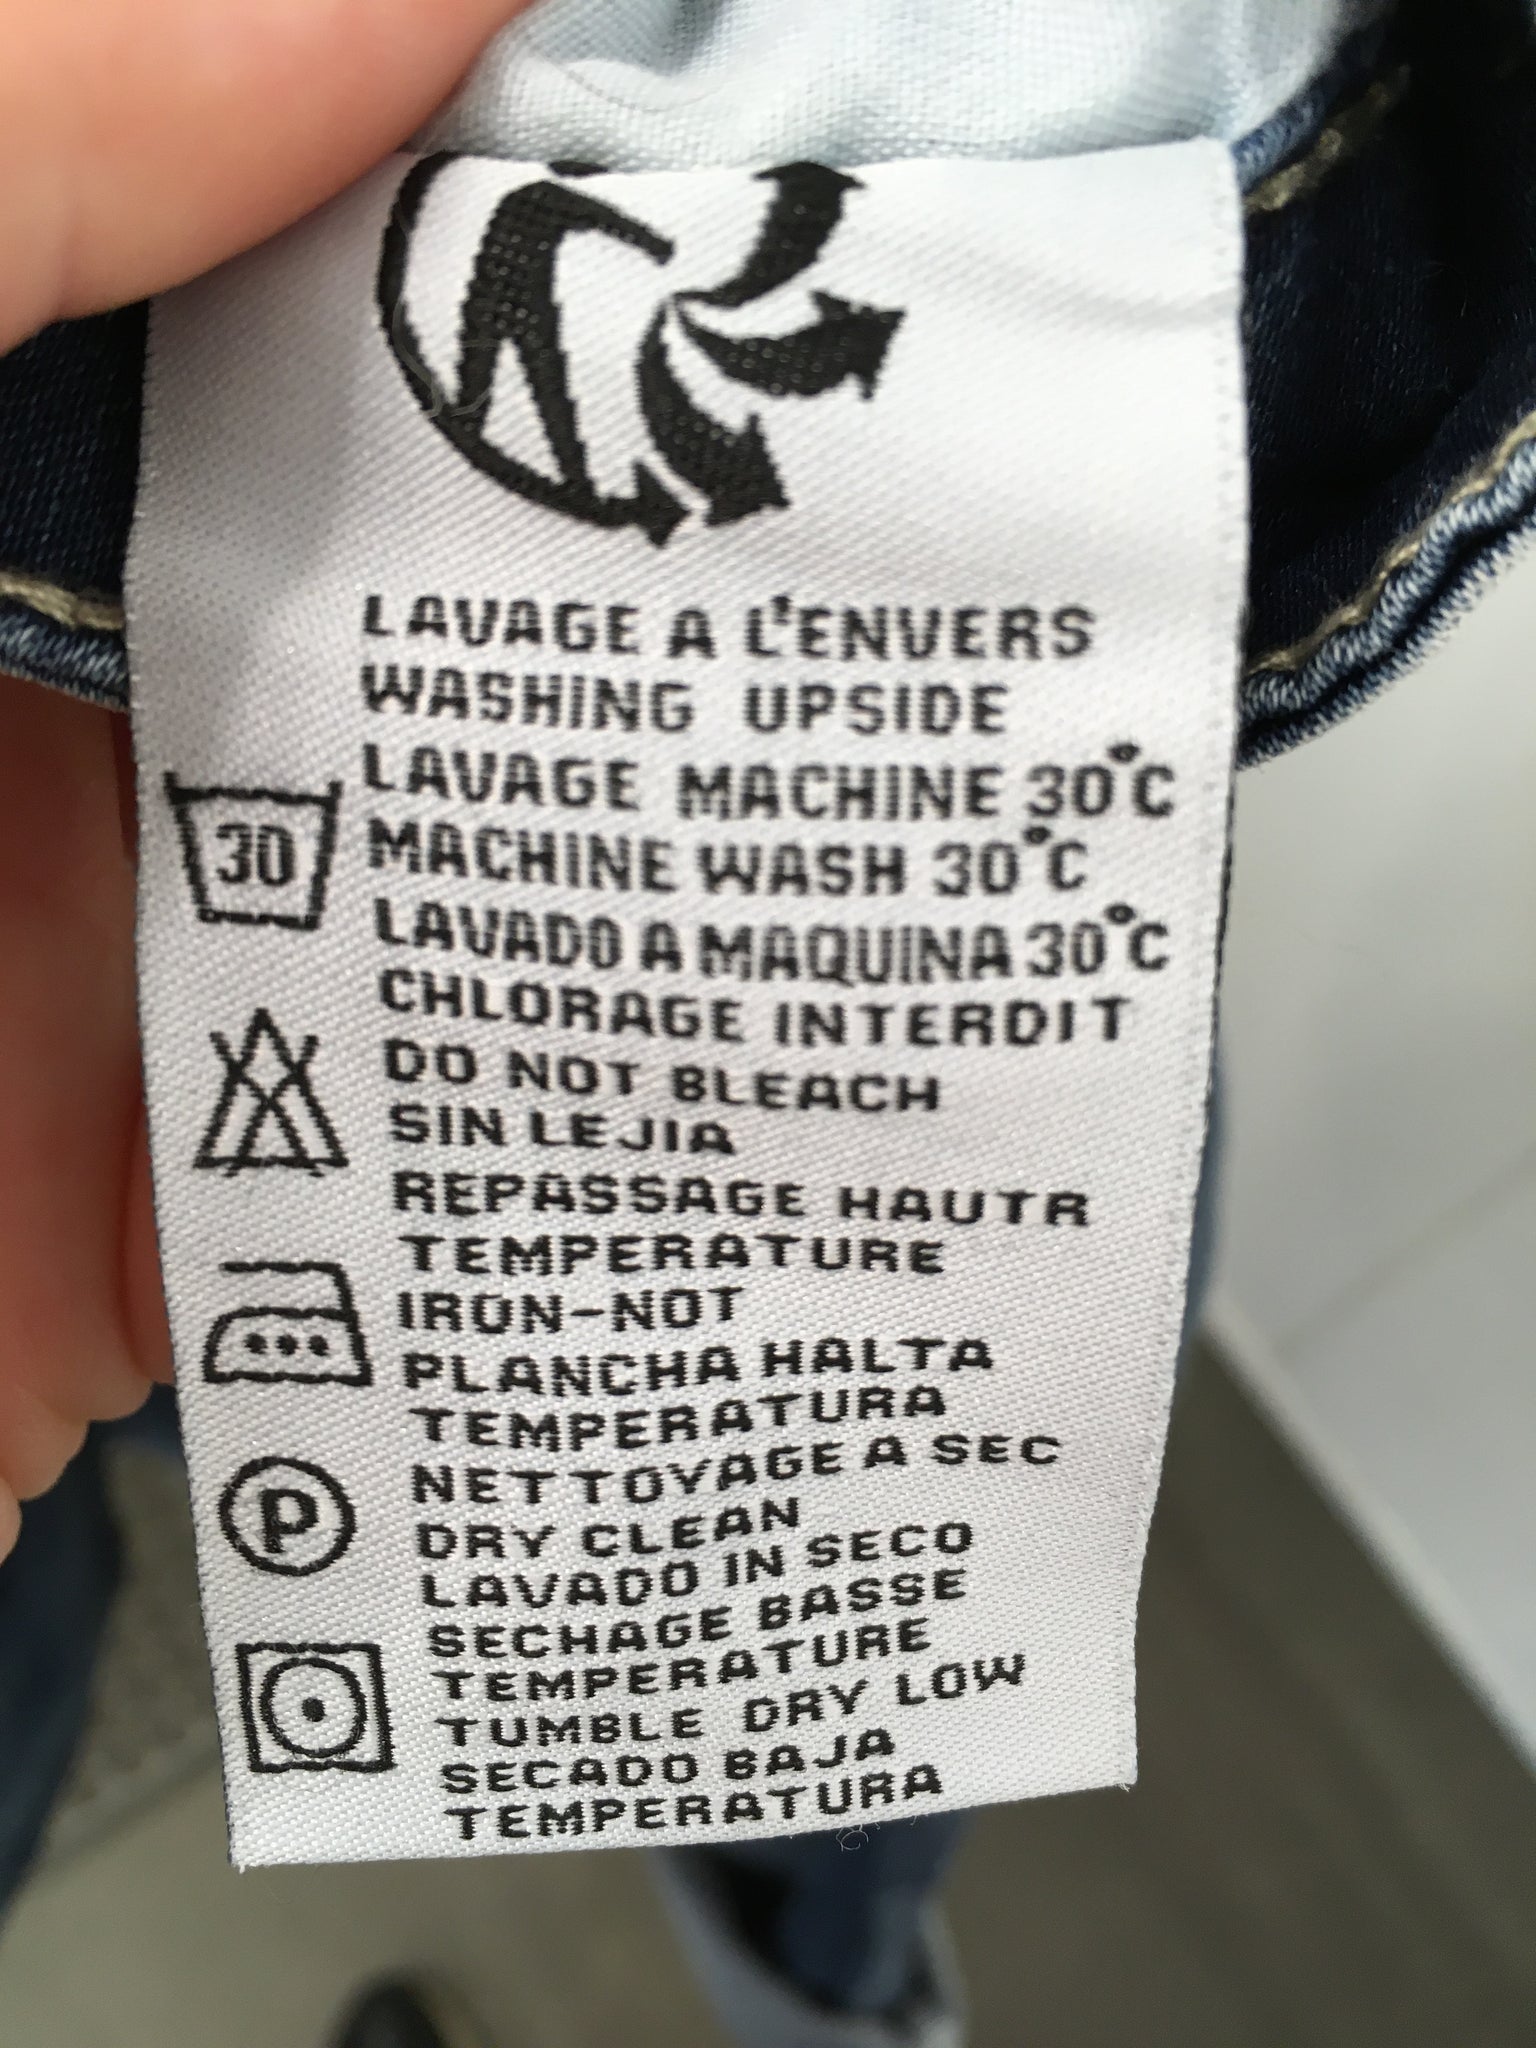 LAVAGE A L'ENVERS
WASHING UPSIDE
LAVAGE MACHINE 30°C
30
MACHINE WASH 30°C
LAVADO A MAQUINA 30°C
CHLORAGE INTERDIT
DO NOT BLEACH
SIN LEJIA
REPASSAGE HAUTR
TEMPERATURE
IRON-NOT
PLANCHA HALTA
TEMPERATURA
NETTOYAGE A SEC
P
DRY CLEAN
LAVADO IN SECO
SECHAGE BASSE
TEMPERATURE
TUMBLE DRY LOW
SECADO BAJA
TEMPERATURA